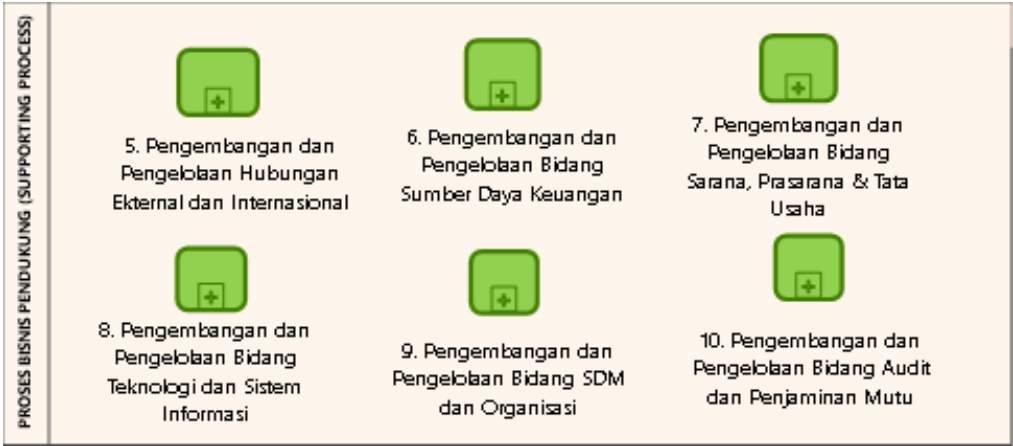 PROSES BISNIS PENDUKUNG (SUPPORTING PROCESS)
5. Pengembangan dan
Pengelolaan Hubungan
Ekternal dan Internasional
6. Pengembangan dan
Pengelolaan Bidang
Sumber Daya Keuangan
7. Pengembangan dan
Pengelolaan Bidang
Sarana, Prasarana & Tata
Usaha
8. Pengembangan dan
Pengelolaan Bidang
Teknologi dan Sistem
Informasi
9. Pengembangan dan
Pengelolaan Bidang SDM
dan Organisasi
10. Pengembangan dan
Pengelolaan Bidang Audit
dan Penjaminan Mutu